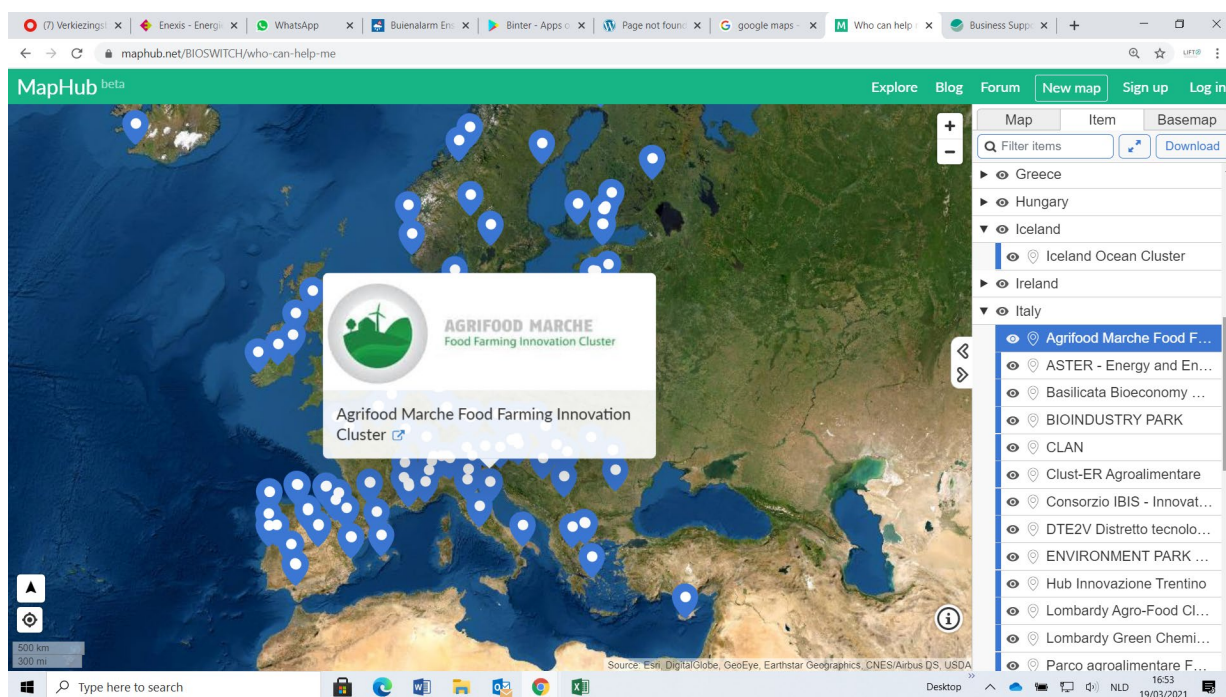 (7) Verkiezingsl
Enexis - Energie
WhatsApp
Buienalarm Ens
Binter - Apps o
Page not found
google maps -
Who can help
Business Suppo
maphub.net/BIOSWITCH/who-can-help-me
LIFT
MapHub beta
Explore Blog Forum New map Sign up Log in
Map Item Basemap
Filter items Download
Greece
Hungary
Iceland
Iceland Ocean Cluster
Ireland
Italy
Agrifood Marche Food F...
ASTER - Energy and En...
Basilicata Bioeconomy ...
BIOINDUSTRY PARK
CLAN
Clust-ER Agroalimentare
Consorzio IBIS - Innovat...
DTE2V Distretto tecnolo...
ENVIRONMENT PARK ...
Hub Innovazione Trentino
Lombardy Agro-Food Cl...
Lombardy Green Chemi...
Parco agroalimentare F...
AGRIFOOD MARCHE
Food Farming Innovation Cluster
Agrifood Marche Food Farming Innovation
Cluster
500 km
300 mi
Source: Esri, DigitalGlobe, GeoEye, Earthstar Geographics, CNES/Airbus DS, USDA
Type here to search
Desktop
NLD
16:53
19/03/2021